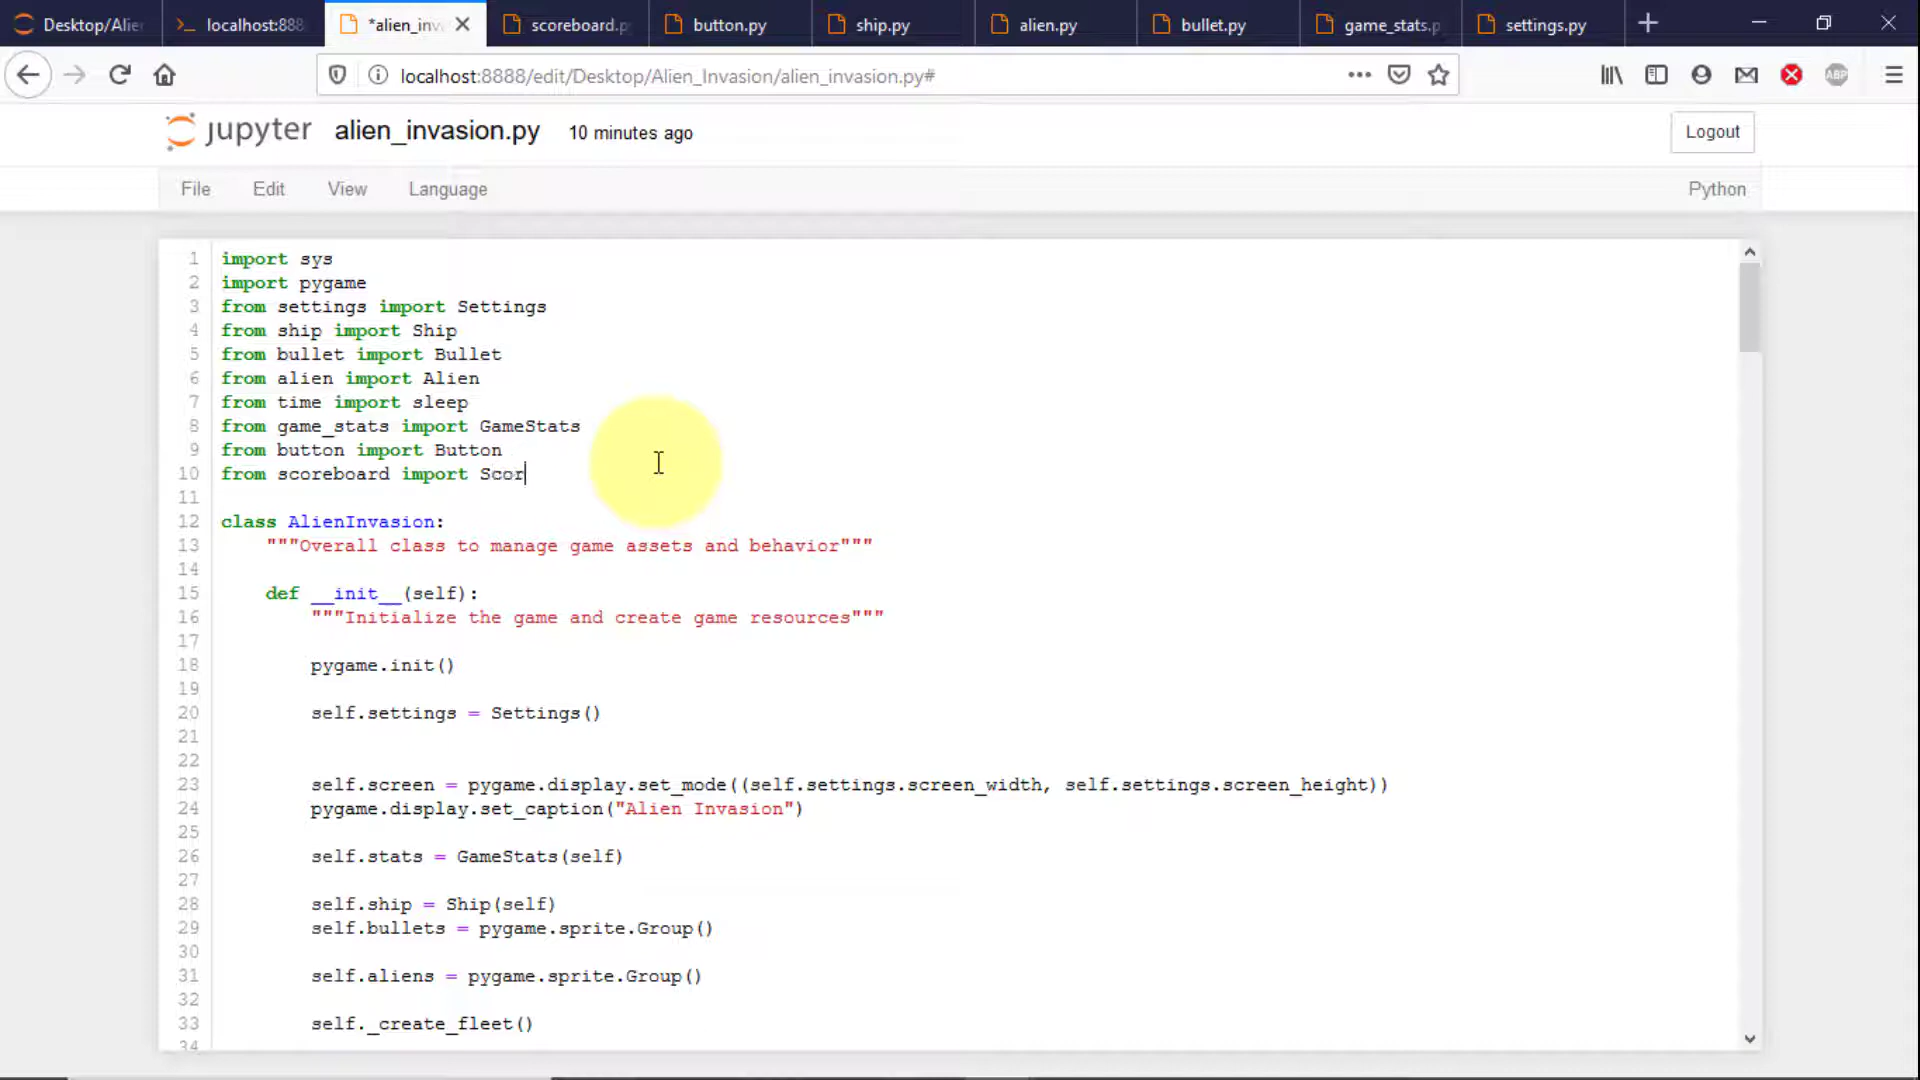 Desktop/Alie
localhost:888
*alien_inv
scoreboard.p
button.py
ship.py
alien.py
bullet.py
game_stats.p
settings.py
localhost:8888/edit/Desktop/Alien_Invasion/alien_invasion.py#
ABP
jupyter alien_invasion.py 10 minutes ago Logout
File Edit View Language Python
1 import sys
2 import pygame
3 from settings import Settings
4 from ship import Ship
5 from bullet import Bullet
6 from alien import Alien
7 from time import sleep
8 from game_stats import GameStats
9 from button import Button
10 from scoreboard import Scor
11
12 class AlienInvasion:
13 """Overall class to manage game assets and behavior"""
14
15 def __init__(self):
16 """Initialize the game and create game resources"""
17
18 pygame.init()
19
20 self.settings = Settings()
21
22
23 self.screen = pygame.display.set_mode((self.settings.screen_width, self.settings.screen_height))
24 pygame.display.set_caption("Alien Invasion")
25
26 self.stats = GameStats(self)
27
28 self.ship = Ship(self)
29 self.bullets = pygame.sprite.Group()
30
31 self.aliens = pygame.sprite.Group()
32
33 self._create_fleet()
34